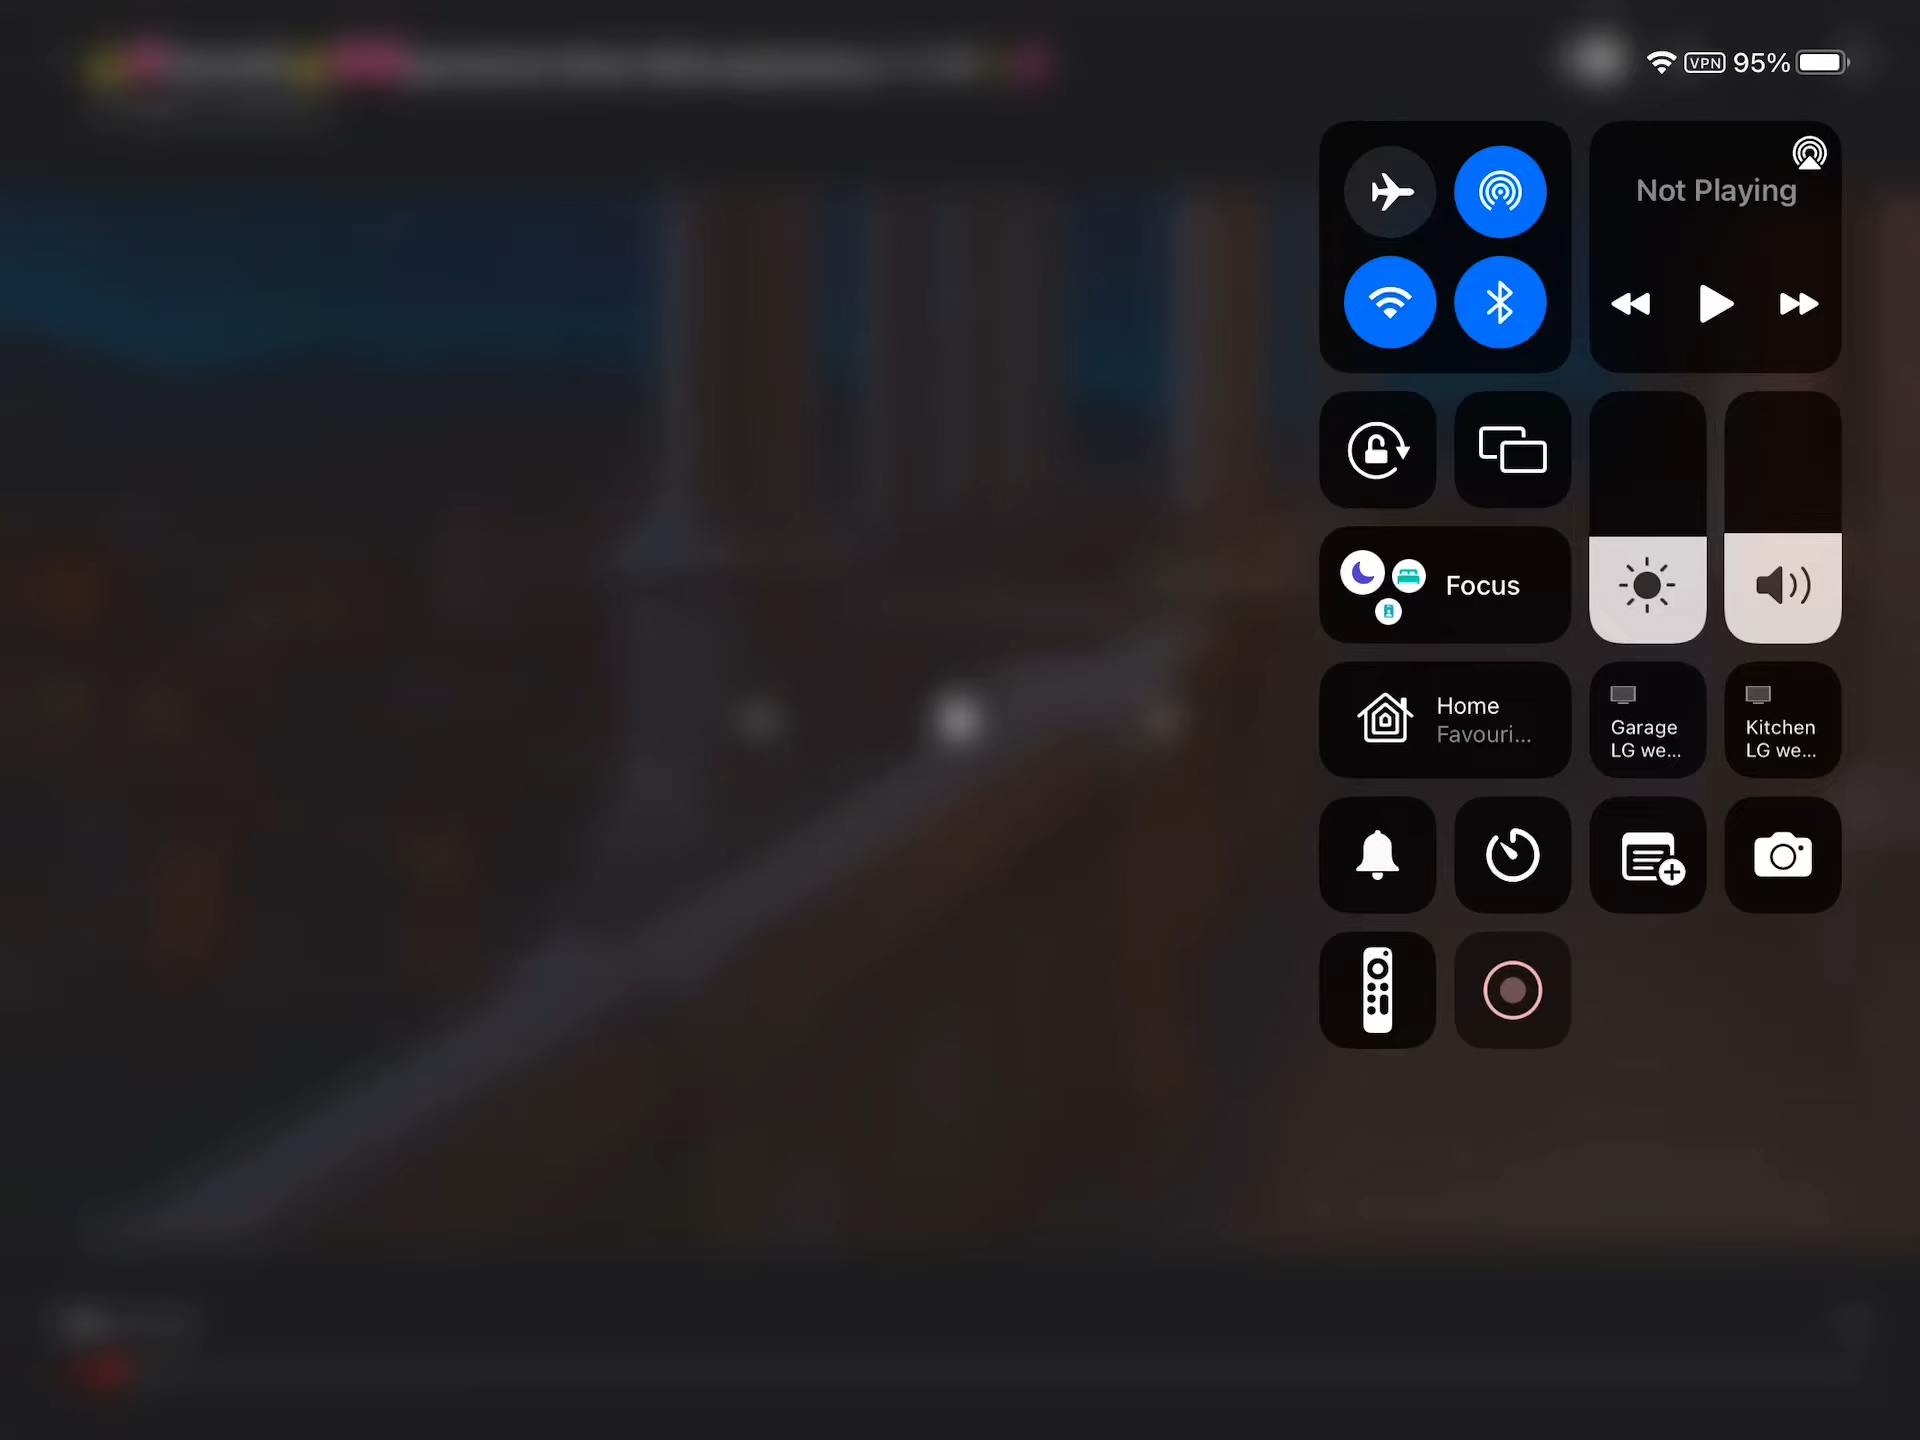 VPN 95%
Not Playing
Focus
Home
Favouri...
Garage
LG we...
Kitchen
LG we...